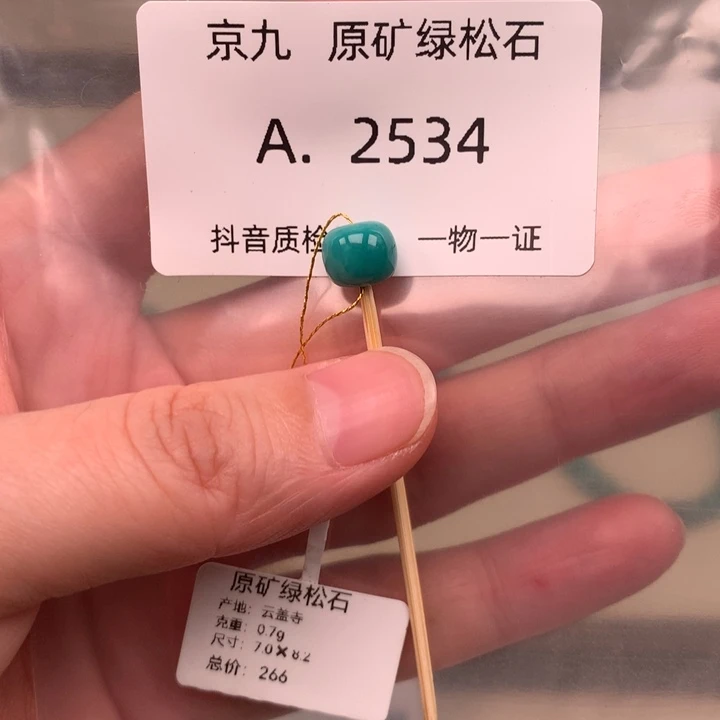 京九 原矿绿松石
A. 2534
抖音质检 一物一证
原矿绿松石
产地: 云盖寺
克重: 0.7g
尺寸: 7.0×8.2
总价: 266